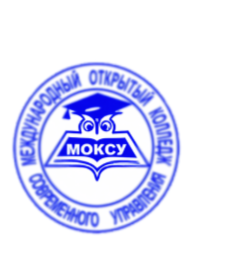 МЕЖДУНАРОДНЫЙ ОТКРЫТЫЙ КОЛЛЕДЖ
МОКСУ
СОВРЕМЕННОГО УПРАВЛЕНИЯ